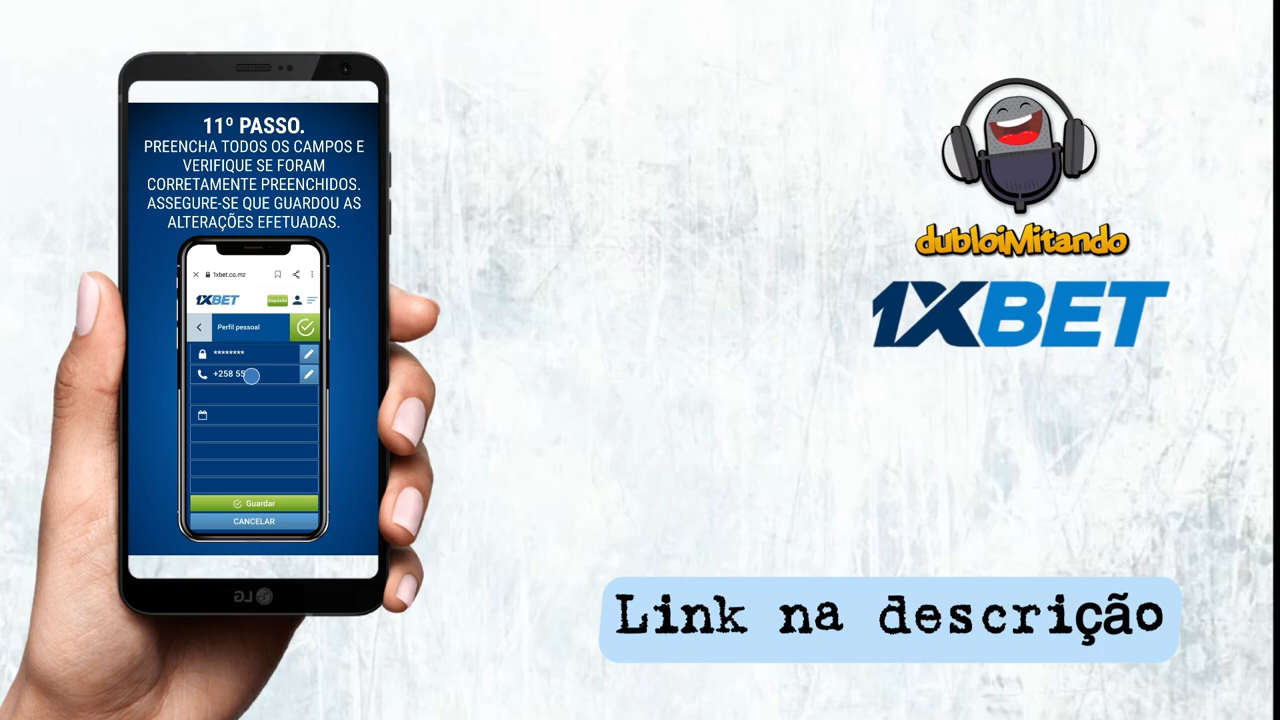 11º PASSO.
PREENCHA TODOS OS CAMPOS E
VERIFIQUE SE FORAM
CORRETAMENTE PREENCHIDOS.
ASSEGURE-SE QUE GUARDOU AS
ALTERAÇÕES EFETUADAS.
1xbet.co.mz
1XBET
Depósito
Perfil pessoal
********
+258 55
Guardar
CANCELAR
LG
dubloiMitando
1XBET
Link na descrição